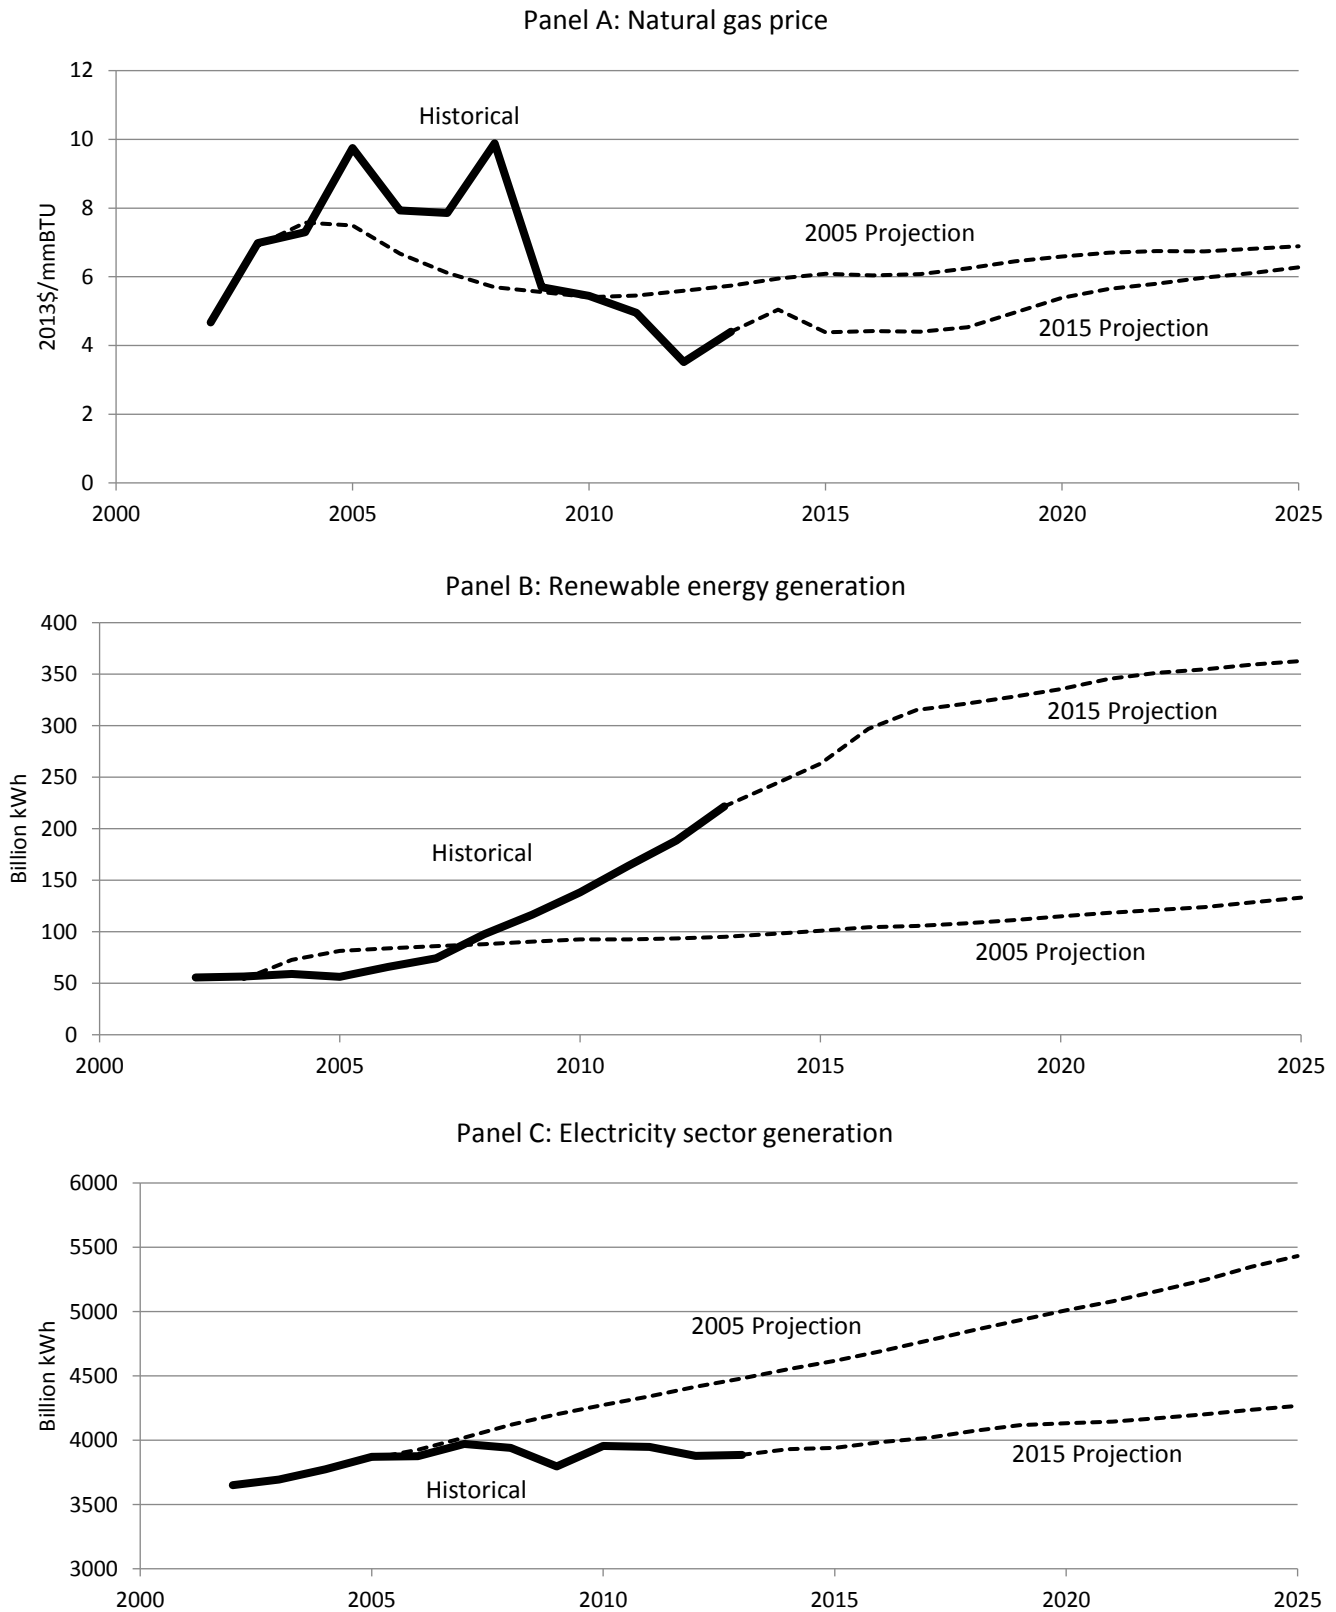 Panel A: Natural gas price
12
Historical
10
8
2005 Projection
2013$/mmBTU
6
2015 Projection
4
2
0
2000 2005 2010 2015 2020 2025
Panel B: Renewable energy generation
400
350
2015 Projection
300
250
Billion kWh
200
Historical
150
100
2005 Projection
50
0
2000 2005 2010 2015 2020 2025
Panel C: Electricity sector generation
6000
5500
5000
2005 Projection
Billion kWh
4500
4000
2015 Projection
Historical
3500
3000
2000 2005 2010 2015 2020 2025